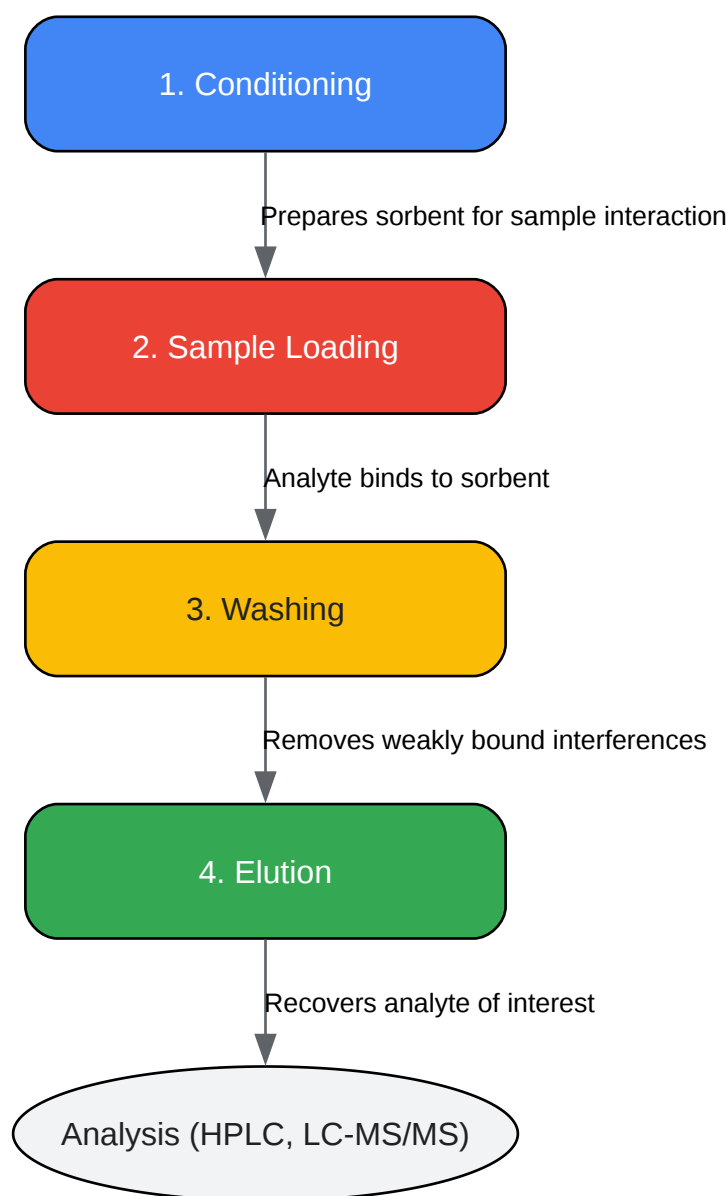 1. Conditioning
Prepares sorbent for sample interaction
2. Sample Loading
Analyte binds to sorbent
3. Washing
Removes weakly bound interferences
4. Elution
Recovers analyte of interest
Analysis (HPLC, LC-MS/MS)